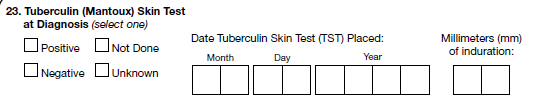 23. Tuberculin (Mantoux) Skin Test
at Diagnosis (select one)
Positive Not Done
Negative Unknown
Date Tuberculin Skin Test (TST) Placed:
Month Day Year
Millimeters (mm)
of induration: